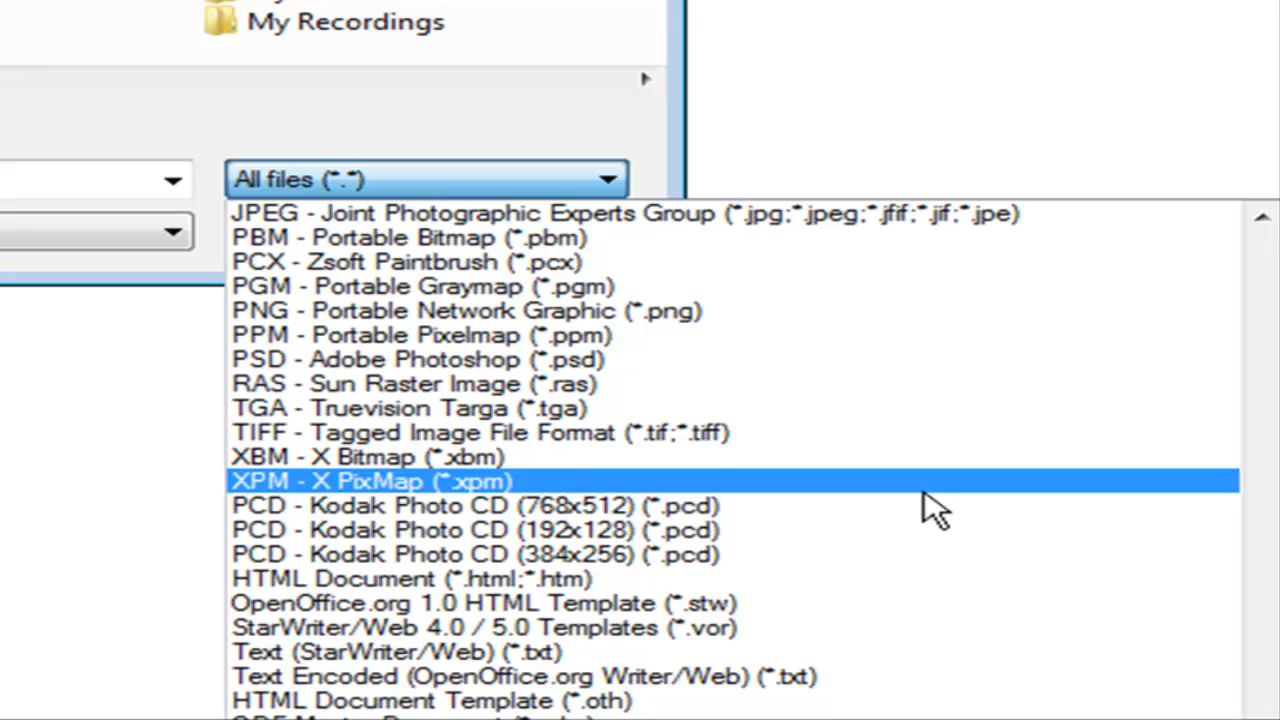 My Recordings
All files (*.*)
JPEG - Joint Photographic Experts Group (*.jpg;*.jpeg;*.jfif;*.jif;*.jpe)
PBM - Portable Bitmap (*.pbm)
PCX - Zsoft Paintbrush (*.pcx)
PGM - Portable Graymap (*.pgm)
PNG - Portable Network Graphic (*.png)
PPM - Portable Pixelmap (*.ppm)
PSD - Adobe Photoshop (*.psd)
RAS - Sun Raster Image (*.ras)
TGA - Truevision Targa (*.tga)
TIFF - Tagged Image File Format (*.tif;*.tiff)
XBM - X Bitmap (*.xbm)
XPM - X PixMap (*.xpm)
PCD - Kodak Photo CD (768x512) (*.pcd)
PCD - Kodak Photo CD (192x128) (*.pcd)
PCD - Kodak Photo CD (384x256) (*.pcd)
HTML Document (*.html;*.htm)
OpenOffice.org 1.0 HTML Template (*.stw)
StarWriter/Web 4.0 / 5.0 Templates (*.vor)
Text (StarWriter/Web) (*.txt)
Text Encoded (OpenOffice.org Writer/Web) (*.txt)
HTML Document Template (*.oth)